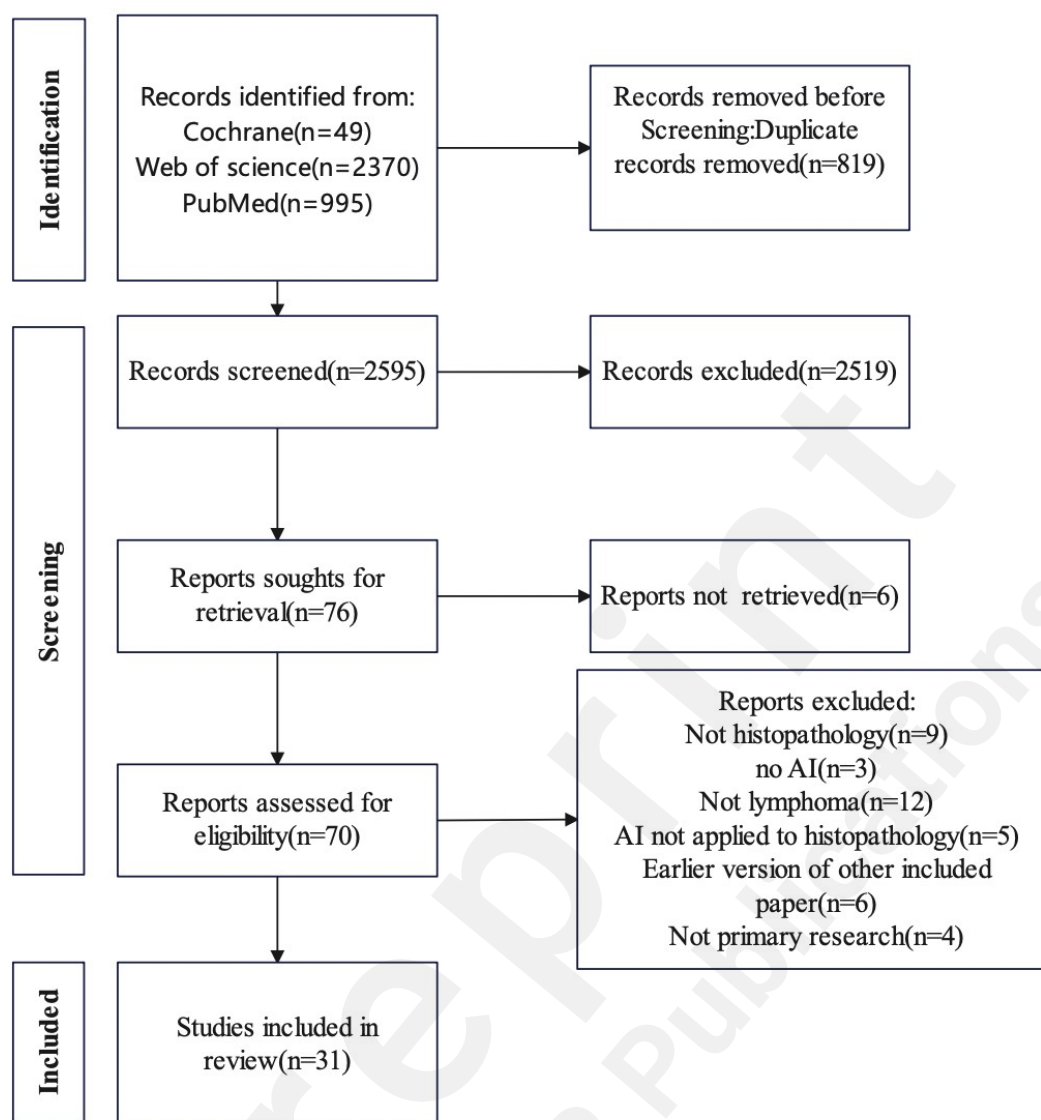 Identification
Records identified from:
Cochrane(n=49)
Web of science(n=2370)
PubMed(n=995)
Records removed before
Screening:Duplicate
records removed(n=819)
Screening
Records screened(n=2595)
Records excluded(n=2519)
Reports soughts for
retrieval(n=76)
Reports not retrieved(n=6)
Reports assessed for
eligibility(n=70)
Reports excluded:
Not histopathology(n=9)
no AI(n=3)
Not lymphoma(n=12)
AI not applied to histopathology(n=5)
Earlier version of other included
paper(n=6)
Not primary research(n=4)
Included
Studies included in
review(n=31)
eprint
Publications